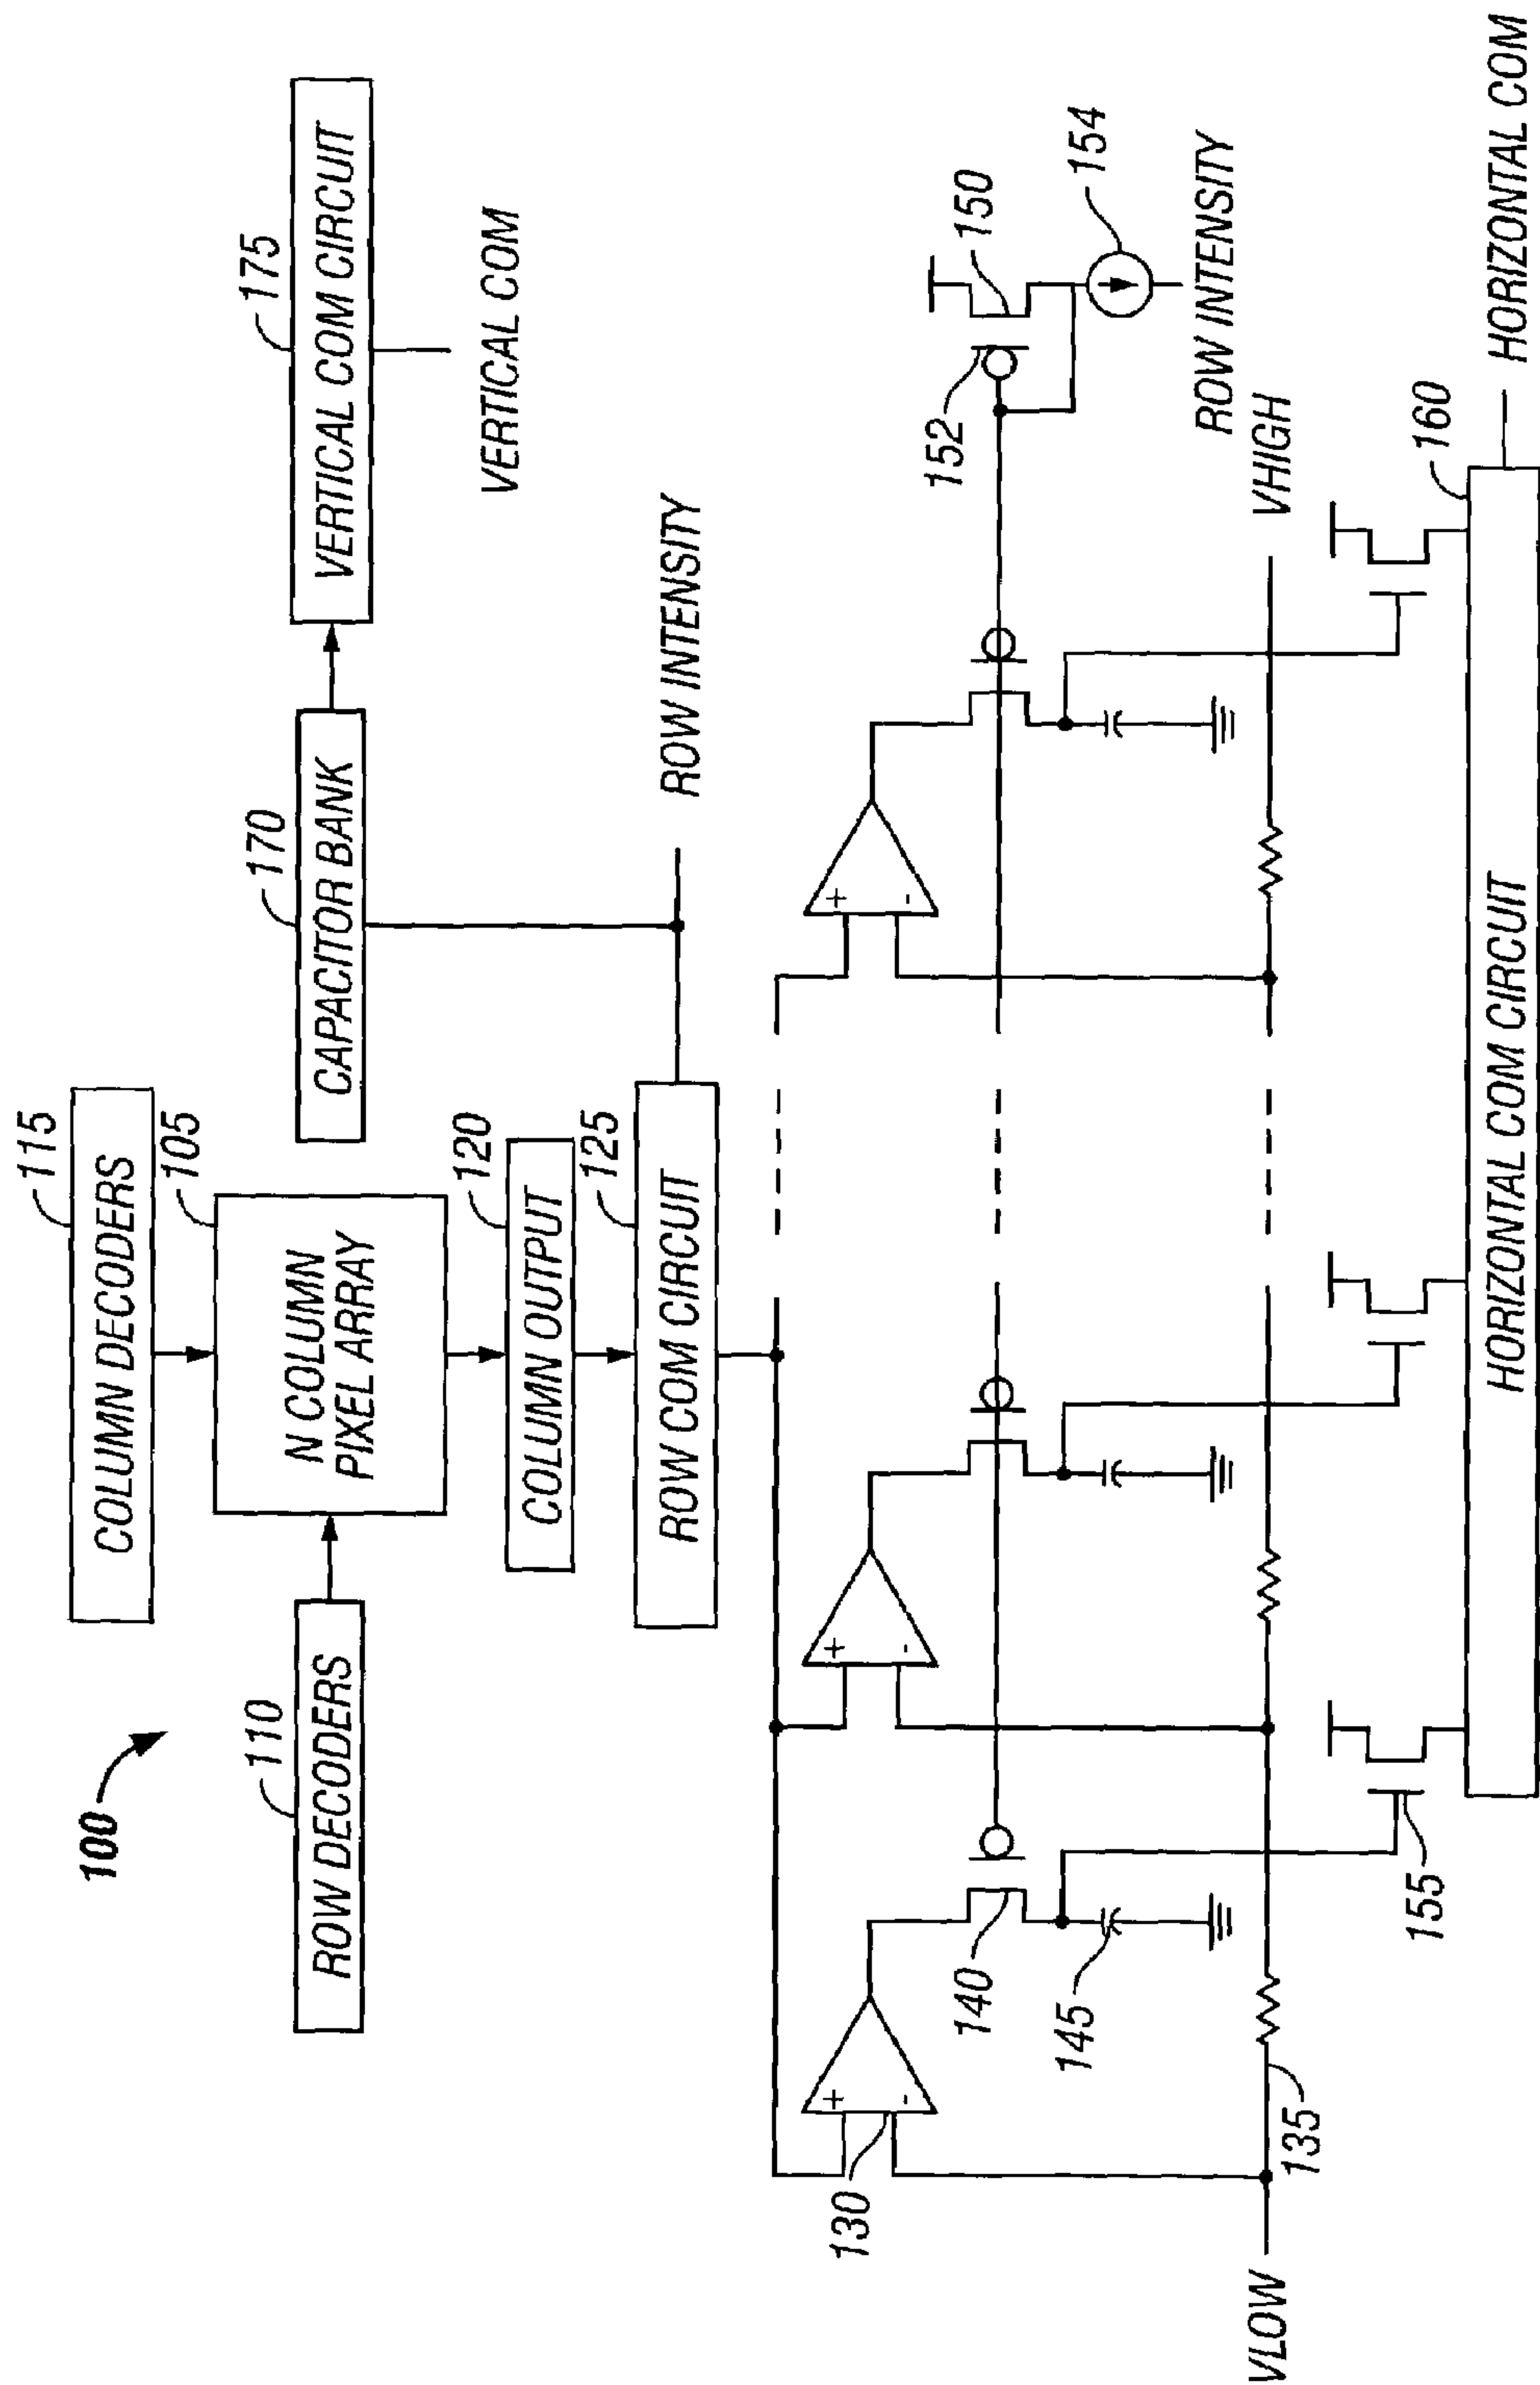 100
115
COLUMN DECODERS
110
ROW DECODERS
105
N COLUMN
PIXEL ARRAY
170
CAPACITOR BANK
175
VERTICAL COM CIRCUIT
VERTICAL COM
120
COLUMN OUTPUT
125
ROW COM CIRCUIT
ROW INTENSITY
+
-
130
+
-
+
-
140
145
152
150
154
ROW INTENSITY
VLOW
135
VHIGH
155
160
HORIZONTAL COM CIRCUIT
HORIZONTAL COM